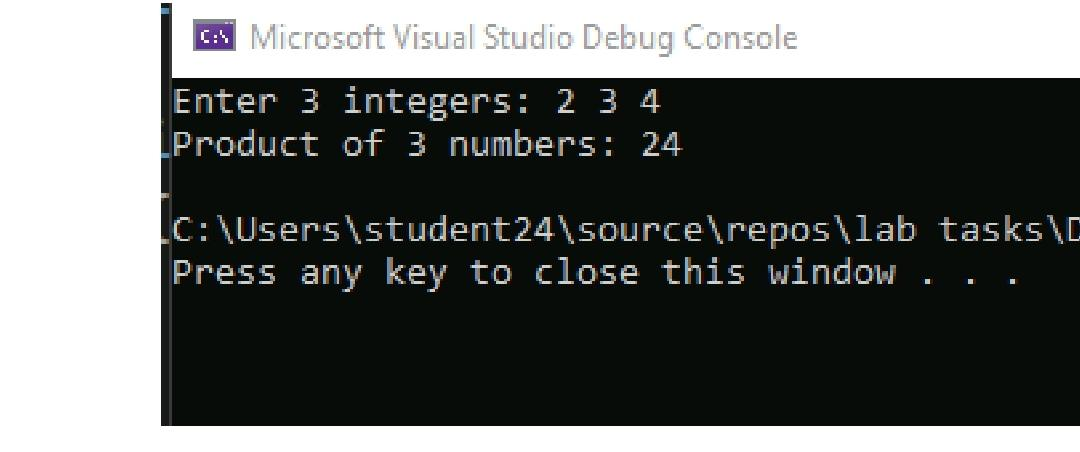 C:\ Microsoft Visual Studio Debug Console
Enter 3 integers: 2 3 4
Product of 3 numbers: 24
C:\Users\student24\source\repos\lab tasks\D
Press any key to close this window . . .